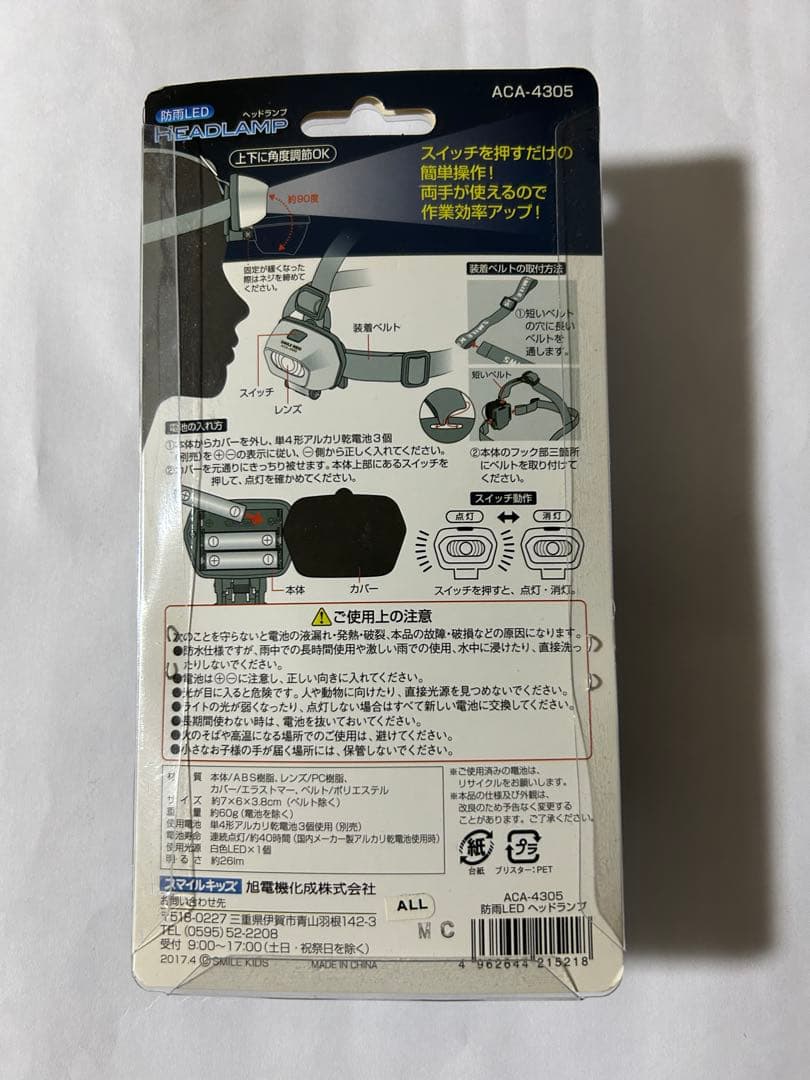 ACA-4305
防雨LED
ヘッドランプ
HEADLAMP
上下に角度調節OK
スイッチを押すだけの
簡単操作！
両手が使えるので
作業効率アップ！
約90度
固定が緩くなった
際はネジを締めて
ください。
装着ベルト
スイッチ
レンズ
装着ベルトの取付方法
①短いベルト
の穴に長い
ベルトを
通します。
短いベルト
②本体のフック部三箇所
にベルトを取り付けて
ください。
電池の入れ方
①本体からカバーを外し、単4形アルカリ乾電池3個
(別売)を⊕⊖の表示に従い、⊖側から正しく入れてください。
②カバーを元通りにきっちり被せます。本体上部にあるスイッチを
押して、点灯を確かめてください。
本体
カバー
スイッチ動作
点灯
消灯
スイッチを押すと、点灯・消灯。
ご使用上の注意
次のことを守らないと電池の液漏れ・発熱・破裂、本品の故障・破損などの原因になります。
●防水仕様ですが、雨中での長時間使用や激しい雨での使用、水中に浸けたり、直接洗っ
たりしないでください。
●電池は⊕⊖に注意し、正しい向きに入れてください。
●光が目に入ると危険です。人や動物に向けたり、直接光源を見つめないでください。
●ライトの光が弱くなったり、点灯しない場合はすべて新しい電池に交換してください。
●長期間使わない時は、電池を抜いておいてください。
●火のそばや高温になる場所でのご使用は、避けてください。
●小さなお子様の手が届く場所には、保管しないでください。
材質 本体/ABS樹脂、レンズ/PC樹脂、
カバー/エラストマー、ベルト/ポリエステル
サイズ 約7×6×3.8cm（ベルト除く）
重量 約60g（電池を除く）
使用電池 単4形アルカリ乾電池3個使用（別売）
電池寿命 連続点灯/約40時間（国内メーカー製アルカリ乾電池使用時）
使用光源 白色LED×1個
明るさ 約26lm
※ご使用済みの電池は、
リサイクルをお願いします。
※本品の仕様及び外観は、
改良のため予告なく変更する
ことがあります。ご了承ください。
紙
台紙
プラ
ブリスター:PET
スマイルキッズ 旭電機化成株式会社
お問い合わせ先
〒518-0227 三重県伊賀市青山羽根142-3
TEL (0595)52-2208
受付 9:00～17:00（土日・祝祭日を除く）
2017.4 ©SMILE KIDS MADE IN CHINA
ALL
MC
ACA-4305
防雨LED ヘッドランプ
4 962644 215218